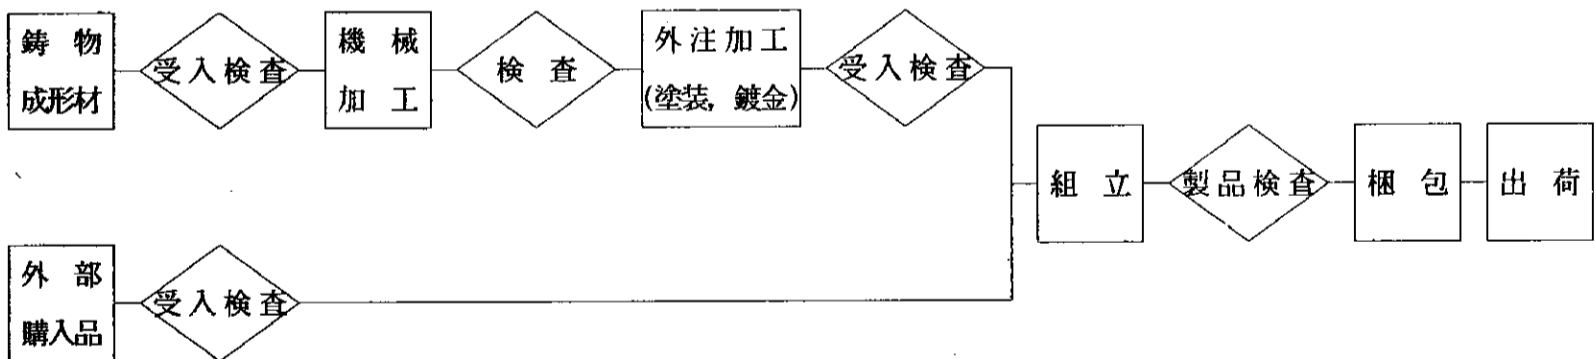 鋳物
成形材
受入検査
機械
加工
検査
外注加工
(塗装, 鍍金)
受入検査
組立
製品検査
梱包
出荷
外部
購入品
受入検査